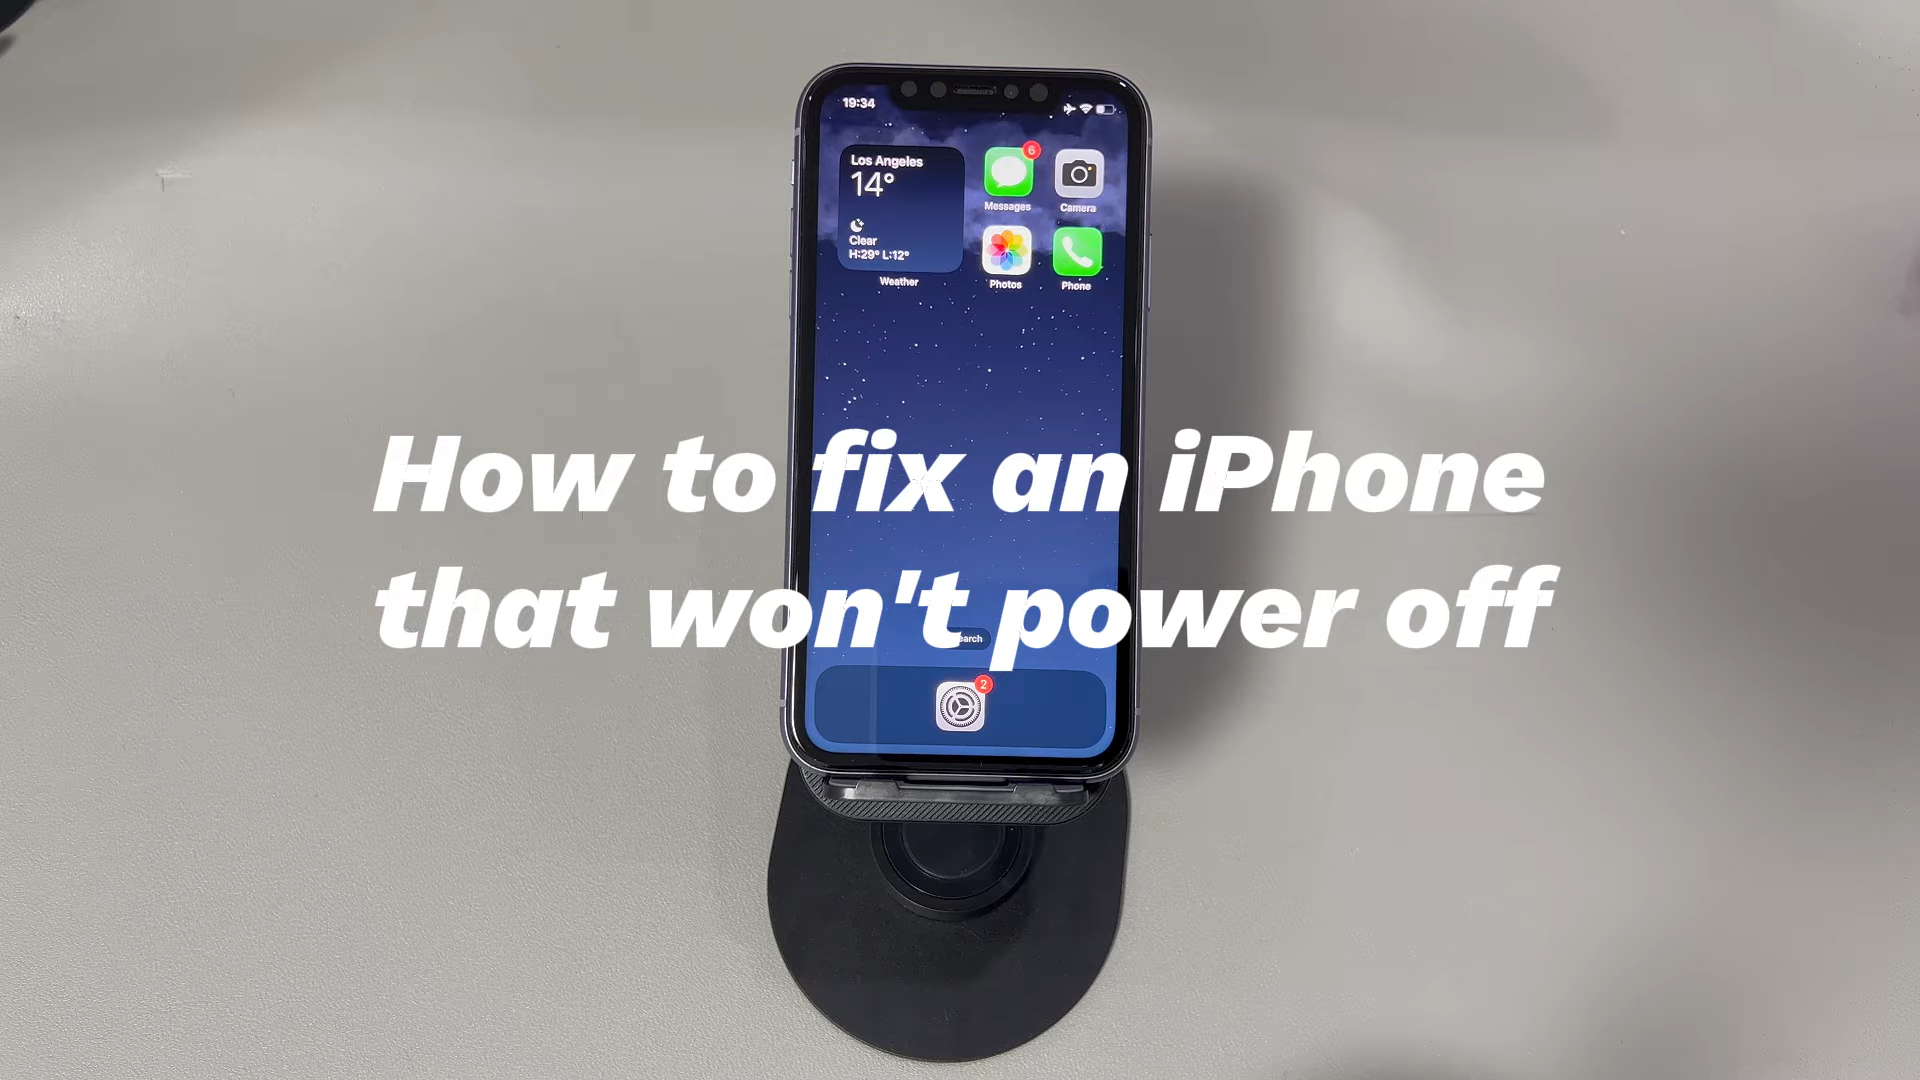 19:34
Los Angeles
14°
Clear
H:29° L:12°
Weather
6
Messages
Camera
Photos
Phone
How to fix an iPhone
that won't power off
earch
2